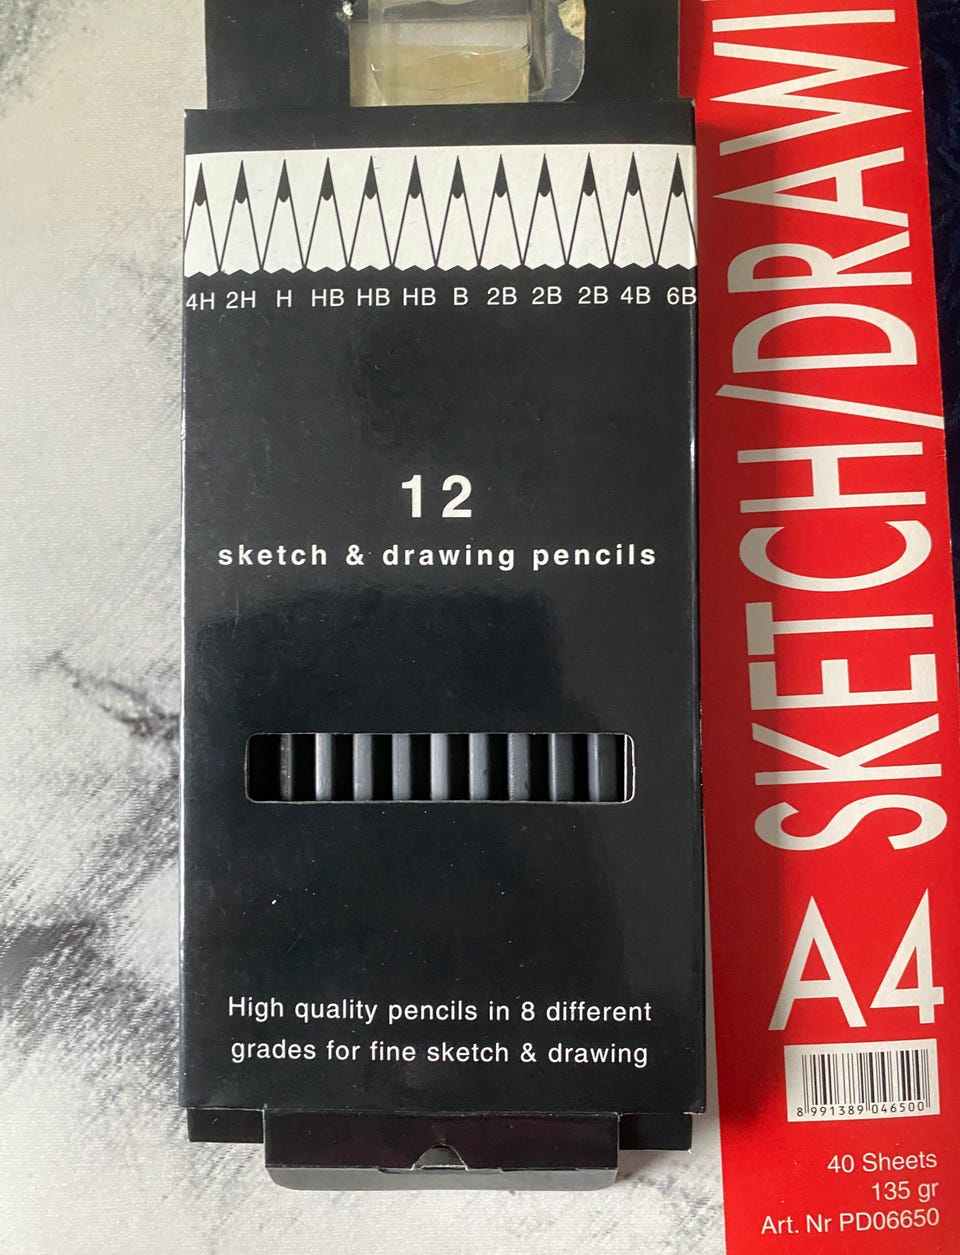 4H 2H H HB HB HB B 2B 2B 2B 4B 6B
12
sketch & drawing pencils
High quality pencils in 8 different
grades for fine sketch & drawing
SKETCH/DRAWI
A4
8 991389 046500
40 Sheets
135 gr
Art. Nr PD06650